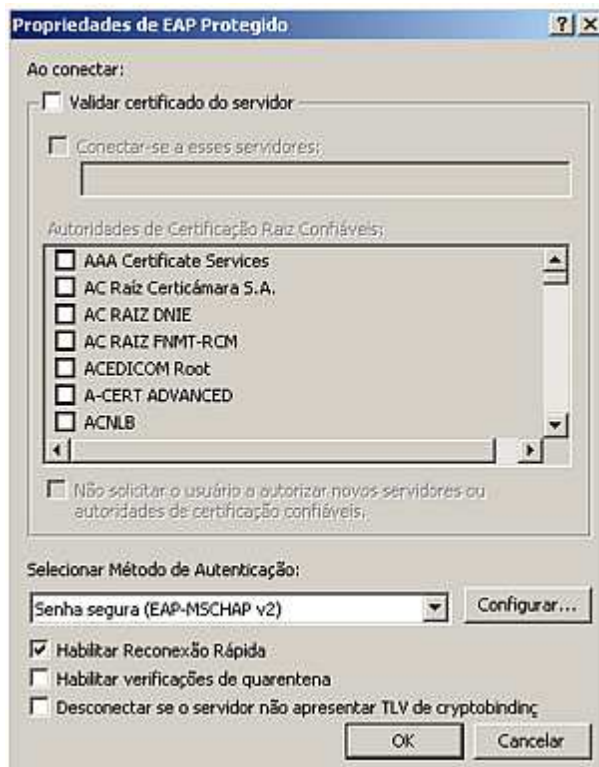 Propriedades de EAP Protegido
Ao conectar:
Validar certificado do servidor
Conectar-se a esses servidores:
Autoridades de Certificação Raiz Confiáveis:
AAA Certificate Services
AC Raíz Certicámara S.A.
AC RAIZ DNIE
AC RAIZ FNMT-RCM
ACEDICOM Root
A-CERT ADVANCED
ACNLB
Não solicitar o usuário a autorizar novos servidores ou
autoridades de certificação confiáveis.
Selecionar Método de Autenticação:
Senha segura (EAP-MSCHAP v2)
Configurar...
Habilitar Reconexão Rápida
Habilitar verificações de quarentena
Desconectar se o servidor não apresentar TLV de cryptobinding
OK
Cancelar